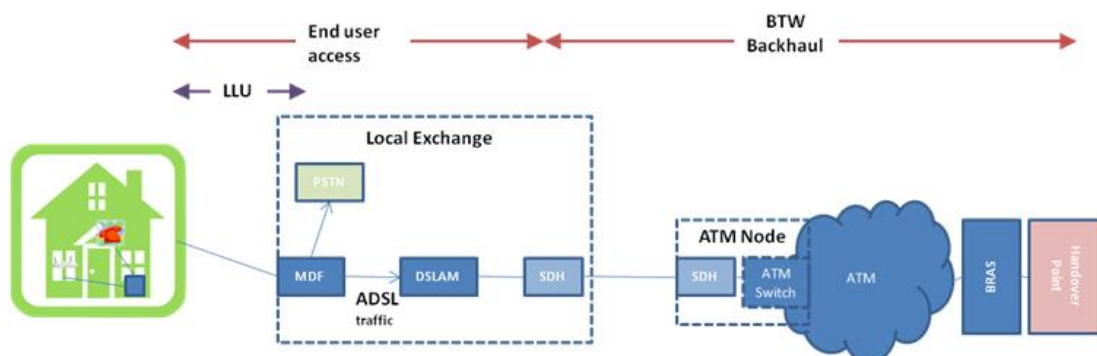 End user
access
BTW
Backhaul
LLU
Local Exchange
PSTN
ATM Node
MDF
DSLAM
SDH
SDH
ATM
Switch
ATM
BRAS
Handover
Point
ADSL
traffic